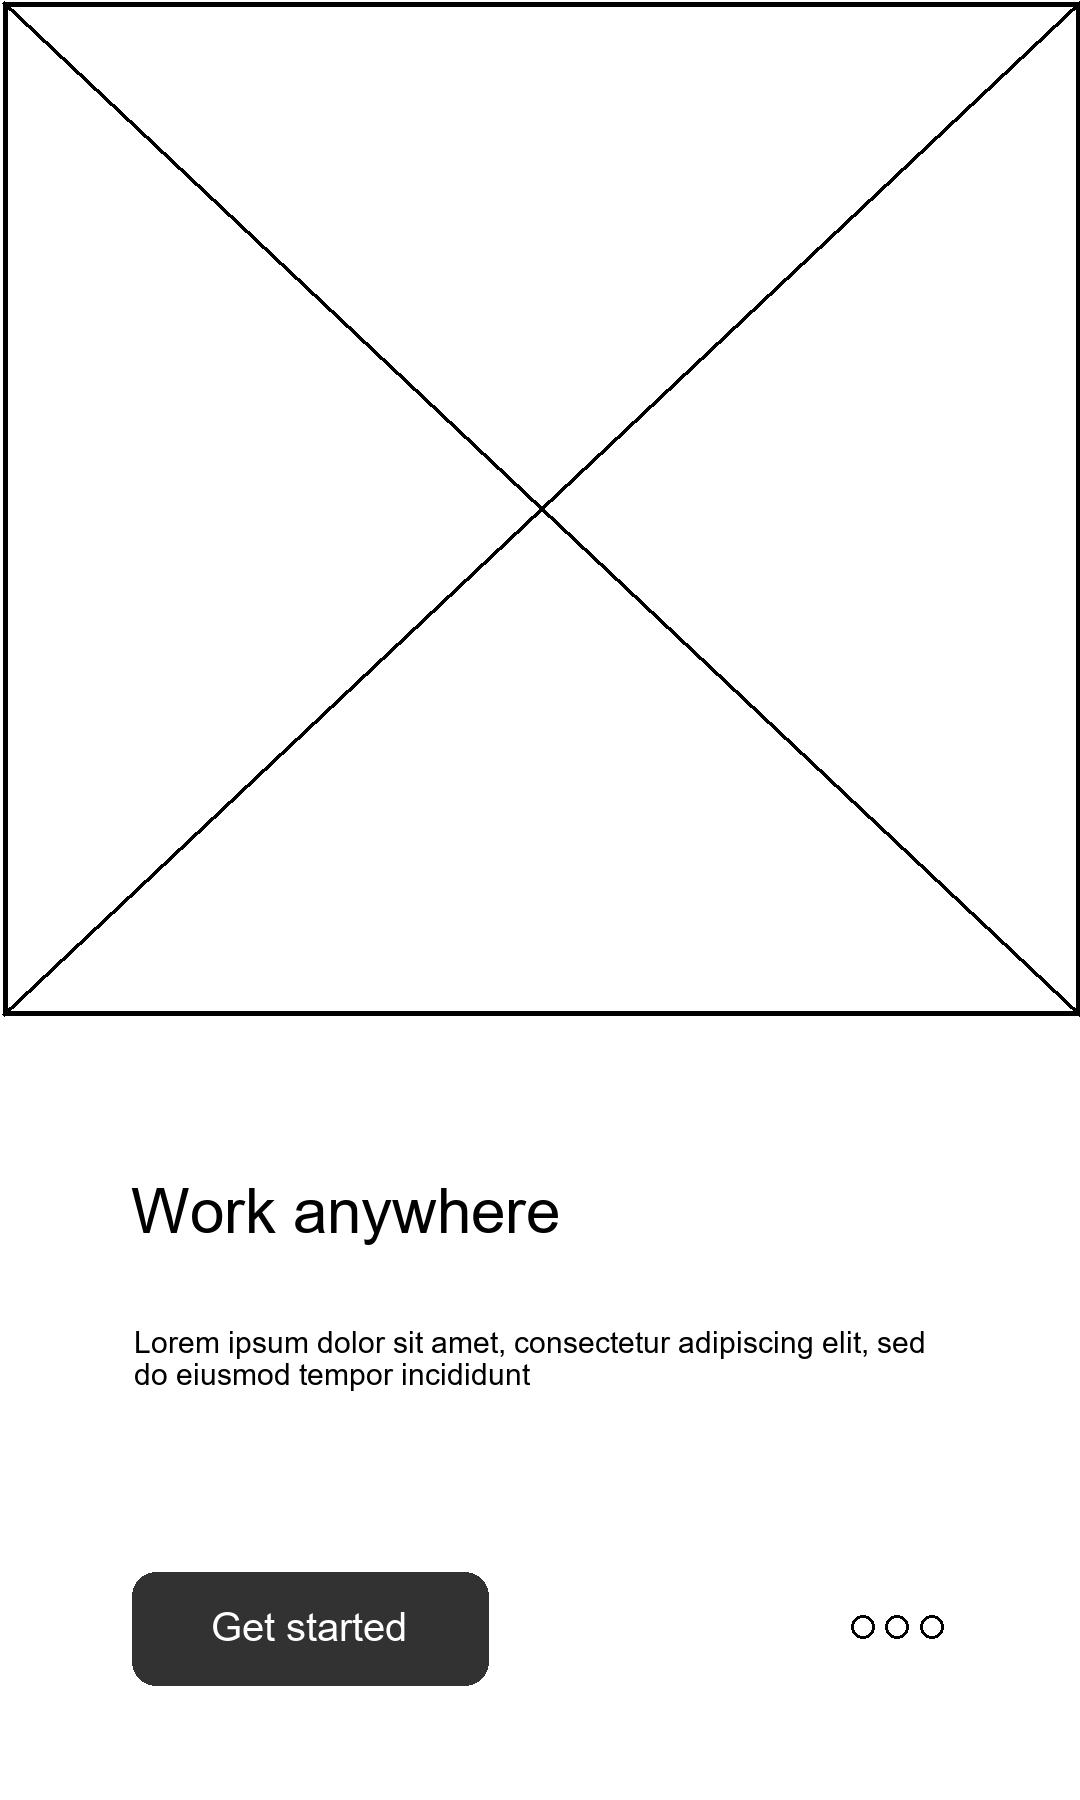 Work anywhere
Lorem ipsum dolor sit amet, consectetur adipiscing elit, sed
do eiusmod tempor incididunt
Get started